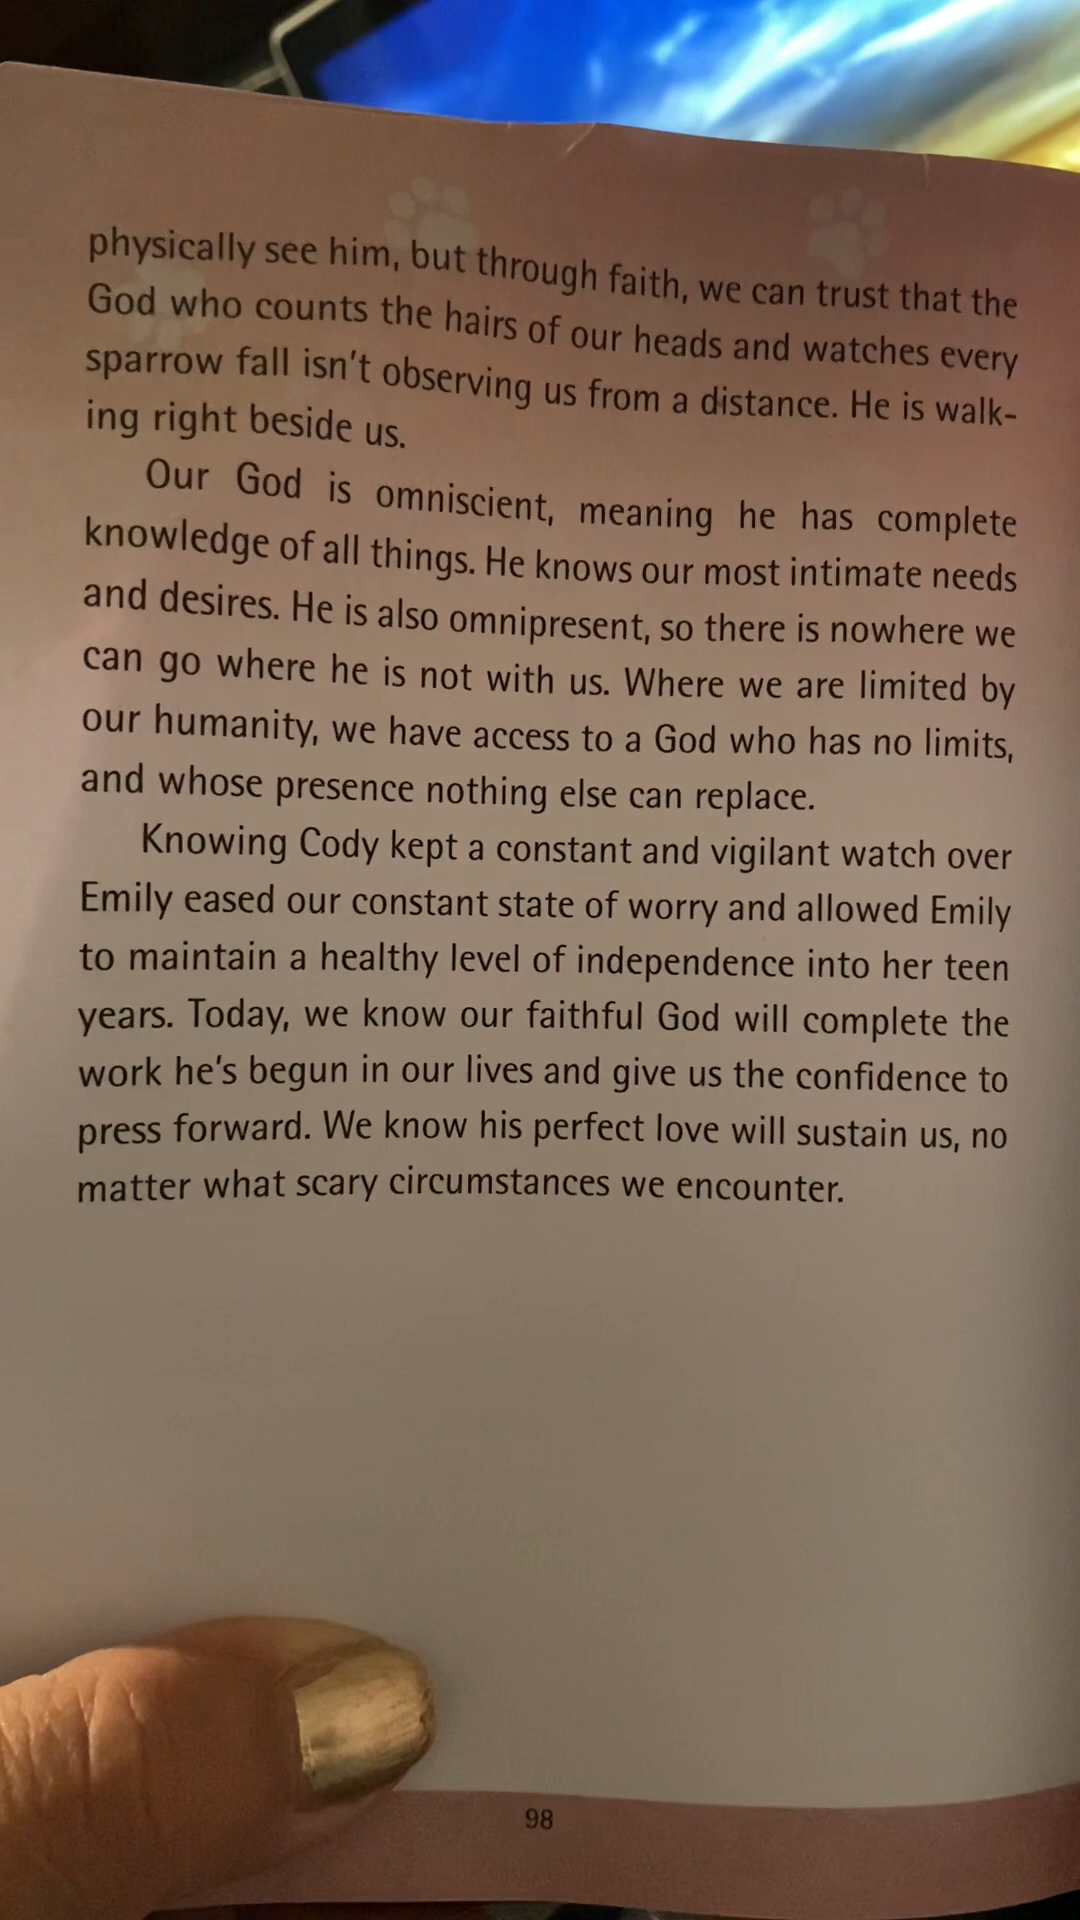 physically see him, but through faith, we can trust that the
God who counts the hairs of our heads and watches every
sparrow fall isn't observing us from a distance. He is walk-
ing right beside us.
Our God is omniscient, meaning he has complete
knowledge of all things. He knows our most intimate needs
and desires. He is also omnipresent, so there is nowhere we
can go where he is not with us. Where we are limited by
our humanity, we have access to a God who has no limits,
and whose presence nothing else can replace.
Knowing Cody kept a constant and vigilant watch over
Emily eased our constant state of worry and allowed Emily
to maintain a healthy level of independence into her teen
years. Today, we know our faithful God will complete the
work he's begun in our lives and give us the confidence to
press forward. We know his perfect love will sustain us, no
matter what scary circumstances we encounter.
98